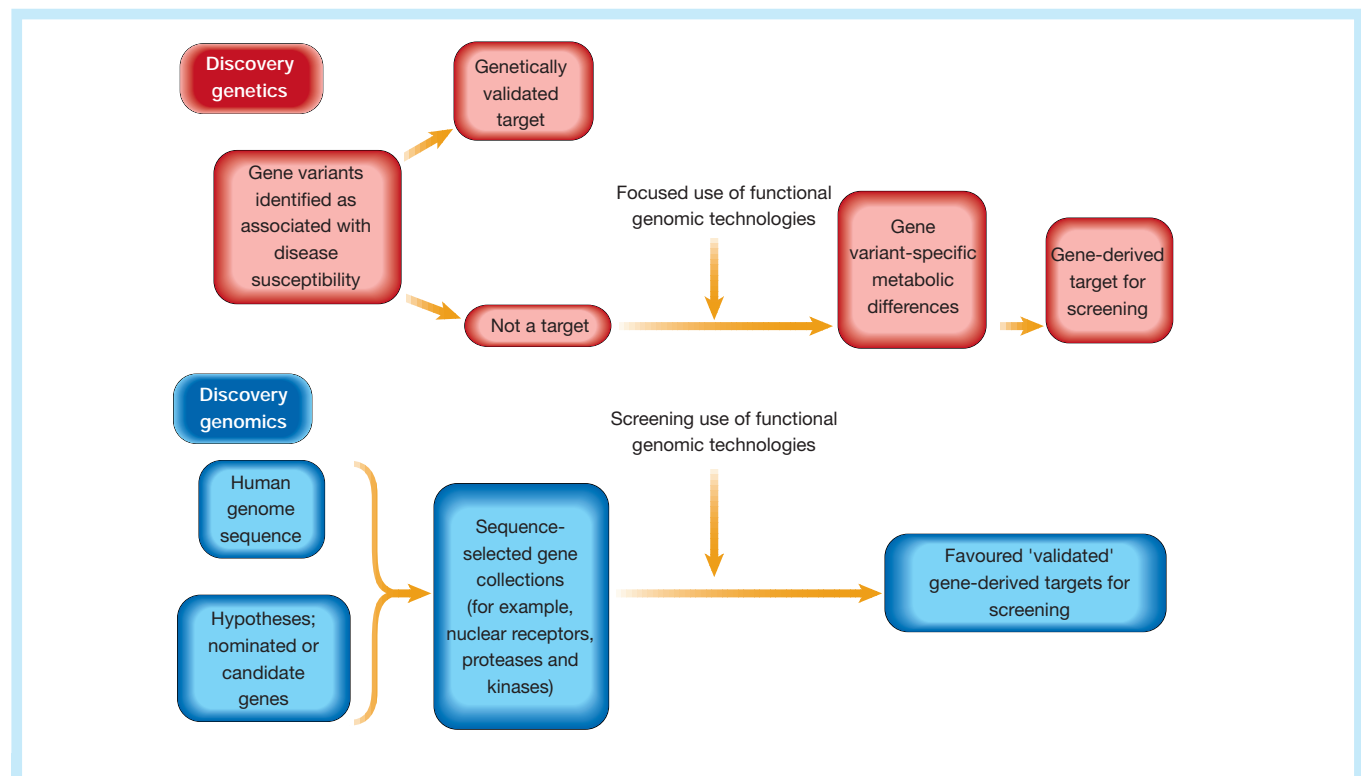 Discovery
genetics
Genetically
validated
target
Gene variants
identified as
associated with
disease
susceptibility
Not a target
Focused use of functional
genomic technologies
Gene
variant-specific
metabolic
differences
Gene-derived
target for
screening
Discovery
genomics
Human
genome
sequence
Hypotheses;
nominated or
candidate
genes
Sequence-
selected gene
collections
(for example,
nuclear receptors,
proteases and
kinases)
Screening use of functional
genomic technologies
Favoured 'validated'
gene-derived targets for
screening